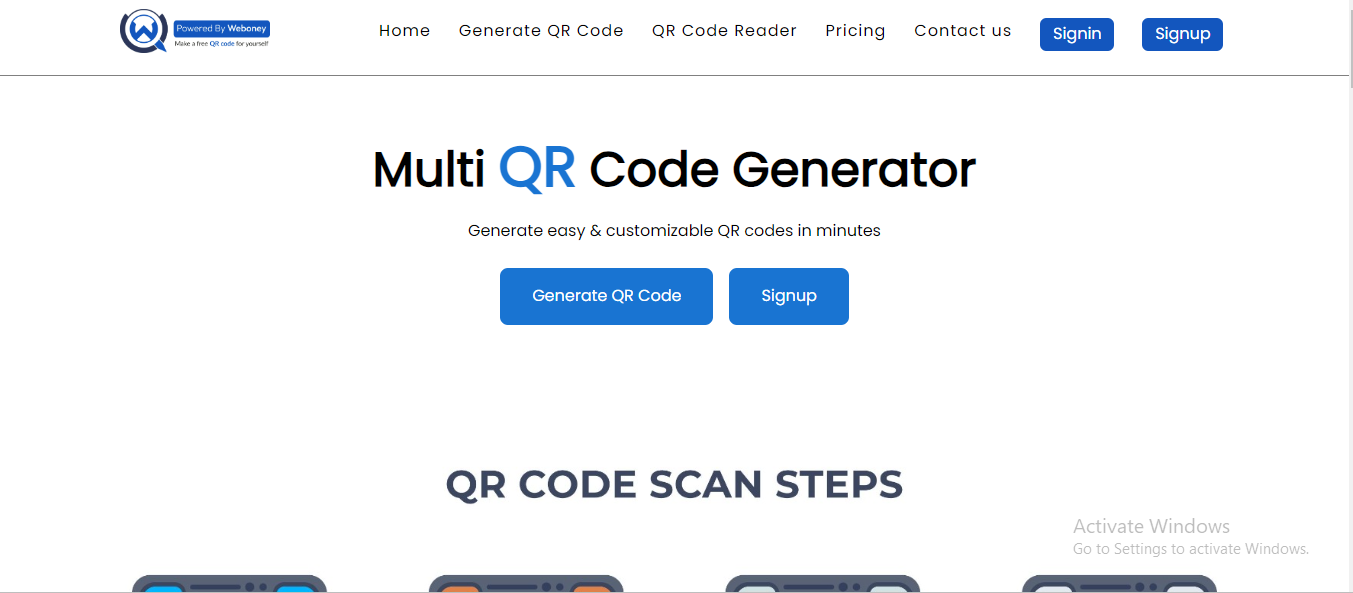 Powered By Weboney
Make a free QR code for yourself
Home Generate QR Code QR Code Reader Pricing Contact us Signin Signup
Multi QR Code Generator
Generate easy & customizable QR codes in minutes
Generate QR Code Signup
QR CODE SCAN STEPS
Activate Windows
Go to Settings to activate Windows.